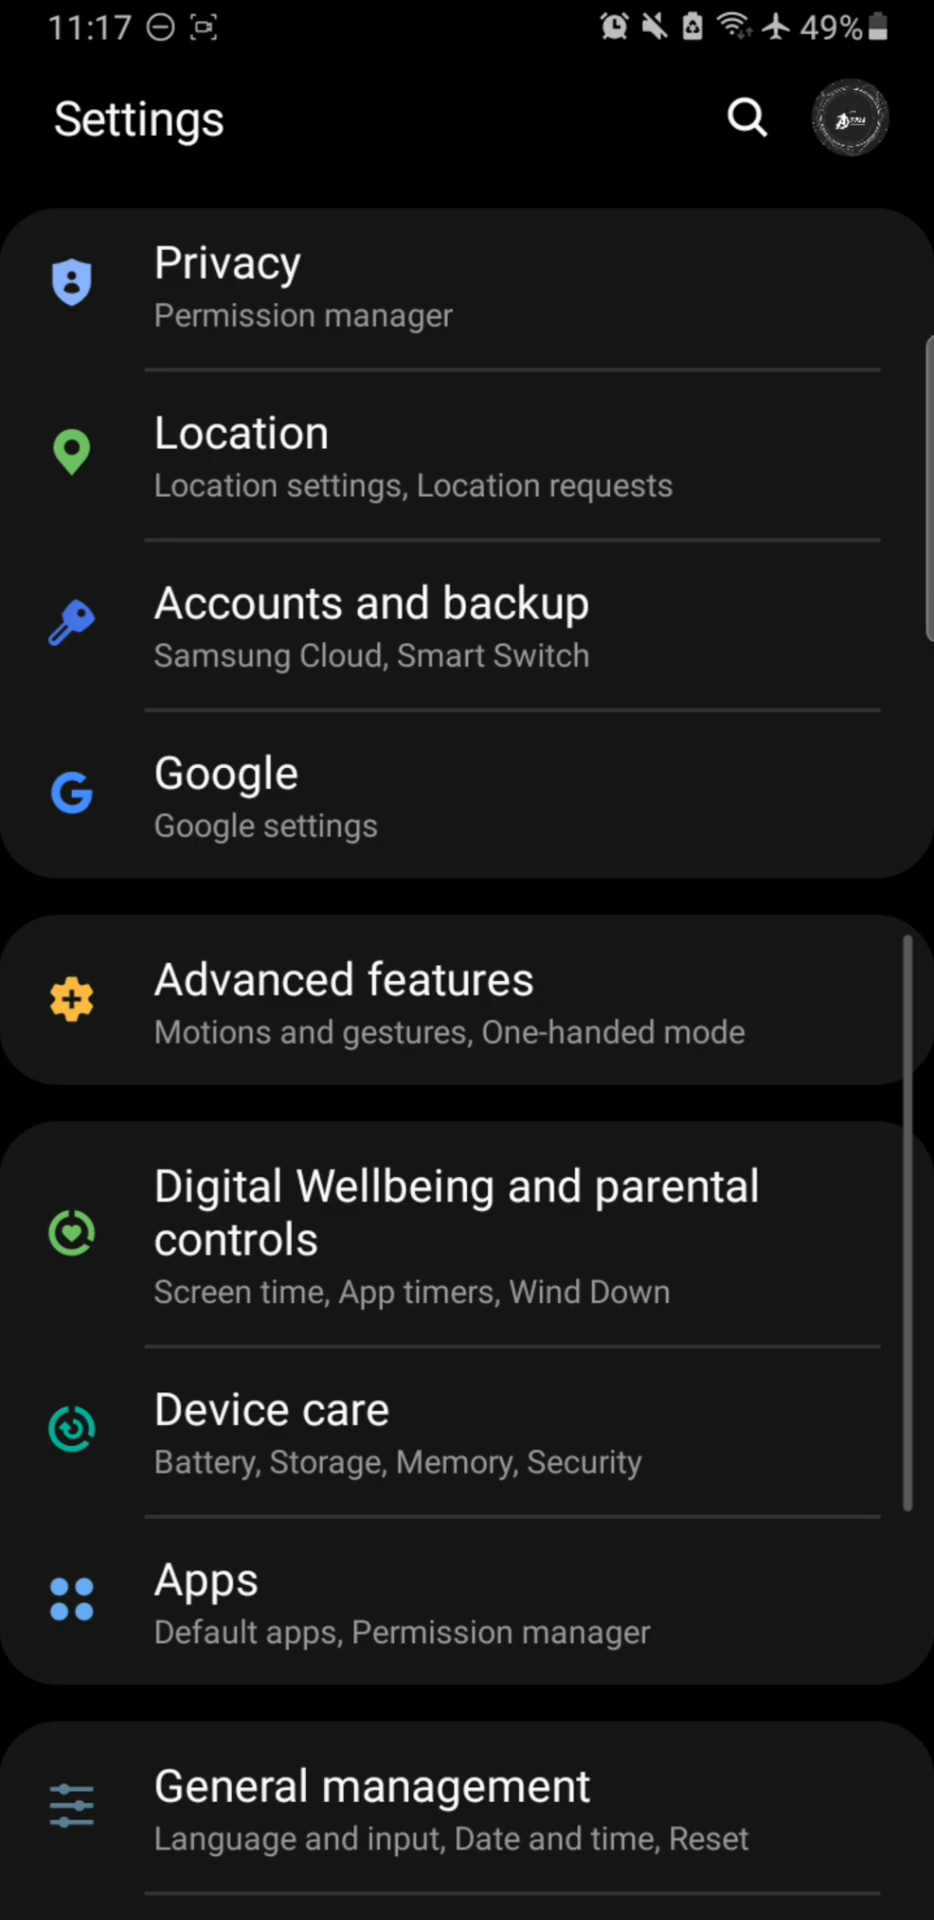 11:17
49%
Settings
Privacy
Permission manager
Location
Location settings, Location requests
Accounts and backup
Samsung Cloud, Smart Switch
Google
Google settings
Advanced features
Motions and gestures, One-handed mode
Digital Wellbeing and parental
controls
Screen time, App timers, Wind Down
Device care
Battery, Storage, Memory, Security
Apps
Default apps, Permission manager
General management
Language and input, Date and time, Reset